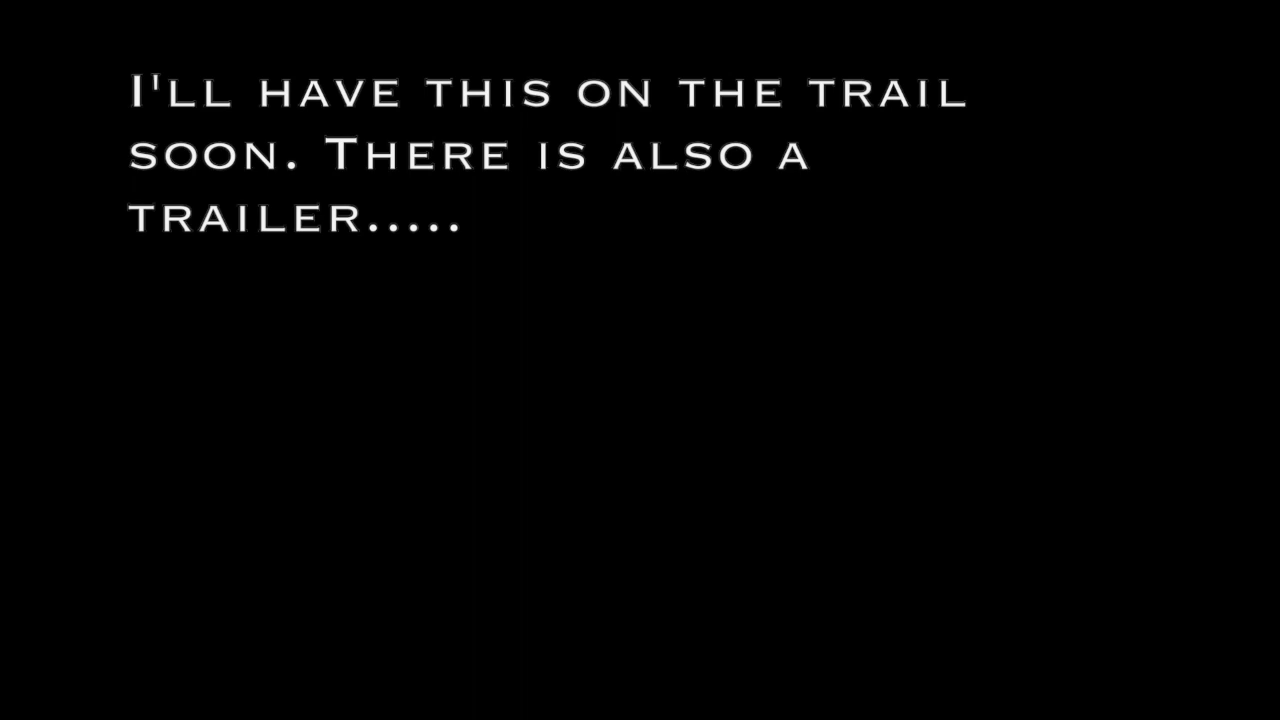 I'll have this on the trail
soon. There is also a
trailer.....